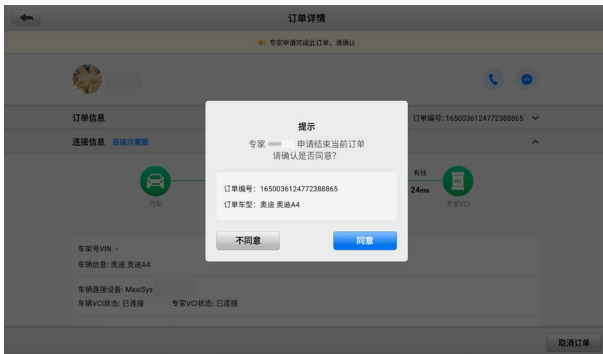 订单详情
专家申请完成此订单，请确认
订单信息
订单编号: 1650036124772388865
连接信息 连接示意图
提示
专家 申请结束当前订单
请确认是否同意？
订单编号： 1650036124772388865
订单车型： 奥迪 奥迪A4
不同意 同意
有线
24ms
汽车
专家VCI
车架号VIN: -
车辆信息: 奥迪 奥迪A4
车辆连接设备: MaxiSys
车辆VCI状态: 已连接 专家VCI状态: 已连接
取消订单